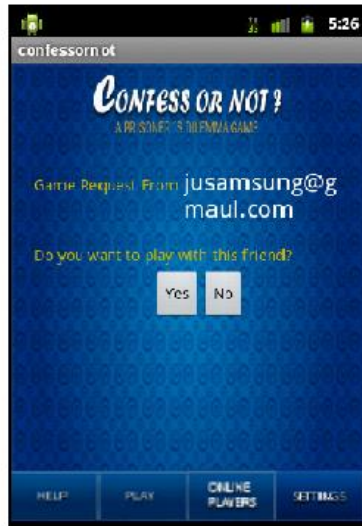 5:26
confessornot
CONFESS OR NOT ?
A PRISONER'S DILEMMA GAME
Game Request From jusamsung@g
maul.com
Do you want to play with this friend?
Yes No
HELP PLAY ONLINE PLAYERS SETTINGS